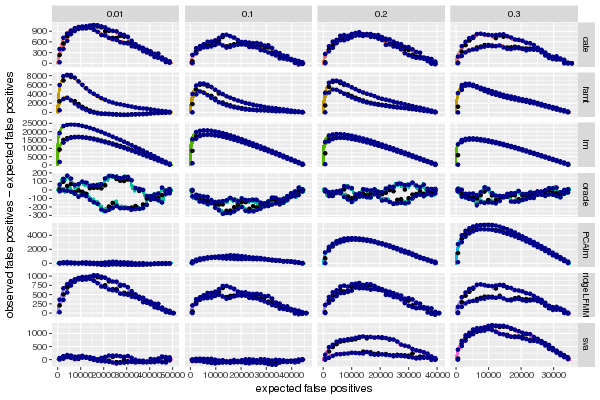 0.01 0.1 0.2 0.3
900
600
300
0
cate
8000
6000
4000
2000
0
famt
25000
20000
15000
10000
5000
0
lm
200
100
0
-100
-200
-300
oracle
4000
2000
0
PCAlm
1000
750
500
250
0
ridgeLFMM
1000
500
0
sva
observed false positives − expected false positives
0 10000 20000 30000 40000 50000
0 10000 20000 30000 40000
0 10000 20000 30000 40000
0 10000 20000 30000
expected false positives